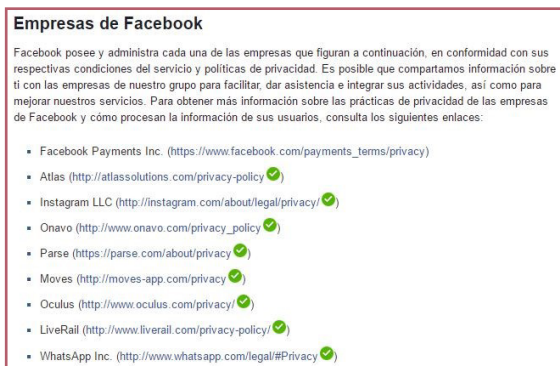 Empresas de Facebook
Facebook posee y administra cada una de las empresas que figuran a continuación, en conformidad con sus
respectivas condiciones del servicio y políticas de privacidad. Es posible que compartamos información sobre
ti con las empresas de nuestro grupo para facilitar, dar asistencia e integrar sus actividades, así como para
mejorar nuestros servicios. Para obtener más información sobre las prácticas de privacidad de las empresas
de Facebook y cómo procesan la información de sus usuarios, consulta los siguientes enlaces:
Facebook Payments Inc. (https://www.facebook.com/payments_terms/privacy)
Atlas (http://atlassolutions.com/privacy-policy)
Instagram LLC (http://instagram.com/about/legal/privacy/)
Onavo (http://www.onavo.com/privacy_policy)
Parse (https://parse.com/about/privacy)
Moves (http://moves-app.com/privacy)
Oculus (http://www.oculus.com/privacy/)
LiveRail (http://www.liverail.com/privacy-policy/)
WhatsApp Inc. (http://www.whatsapp.com/legal/#Privacy)